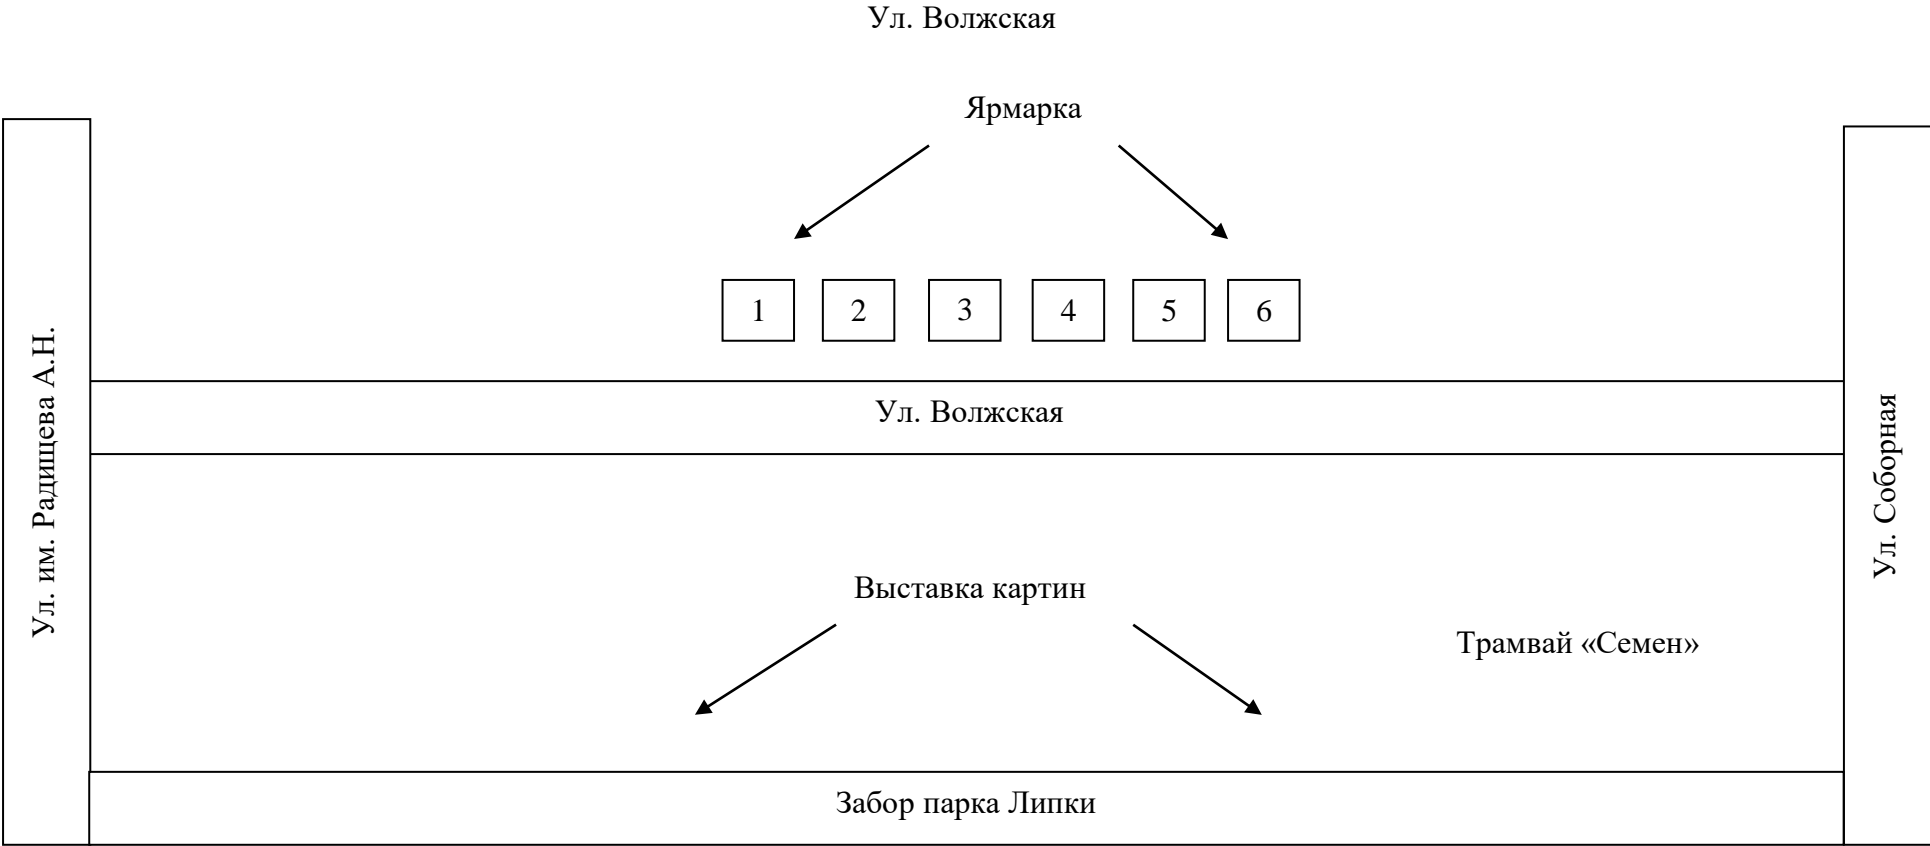 Ул. Волжская
Ярмарка
1 2 3 4 5 6
Ул. им. Радищева А.Н.
Ул. Волжская
Ул. Соборная
Выставка картин
Трамвай «Семен»
Забор парка Липки